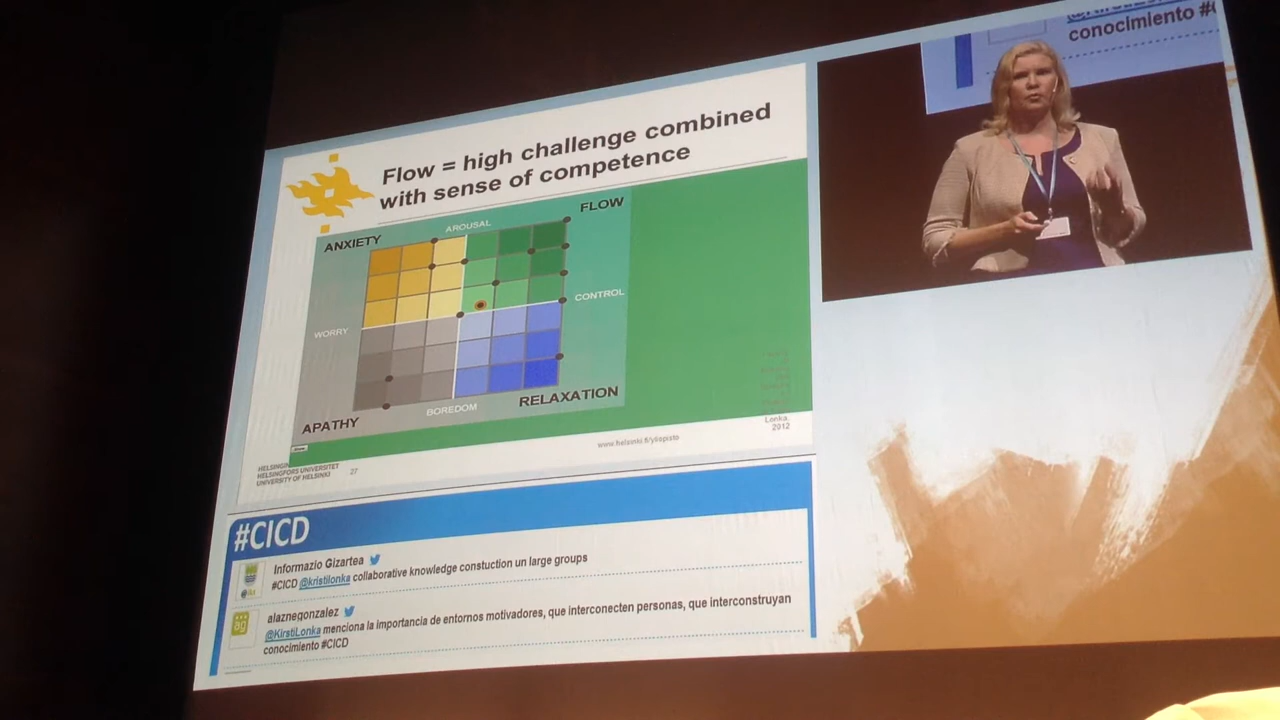 Flow = high challenge combined
with sense of competence
AROUSAL
FLOW
ANXIETY
CONTROL
WORRY
RELAXATION
BOREDOM
APATHY
Lonka,
2012
www.helsinki.fi/yliopisto
HELSINGIN
HELSINGFORS UNIVERSITET
UNIVERSITY OF HELSINKI
27
#CICD
Informazio Gizartea
#CICD @kristilonka collaborative knowledge constuction un large groups
alaznegonzalez
@KirstiLonka menciona la importancia de entornos motivadores, que interconecten personas, que interconstruyan
conocimiento #CICD
conocimiento #